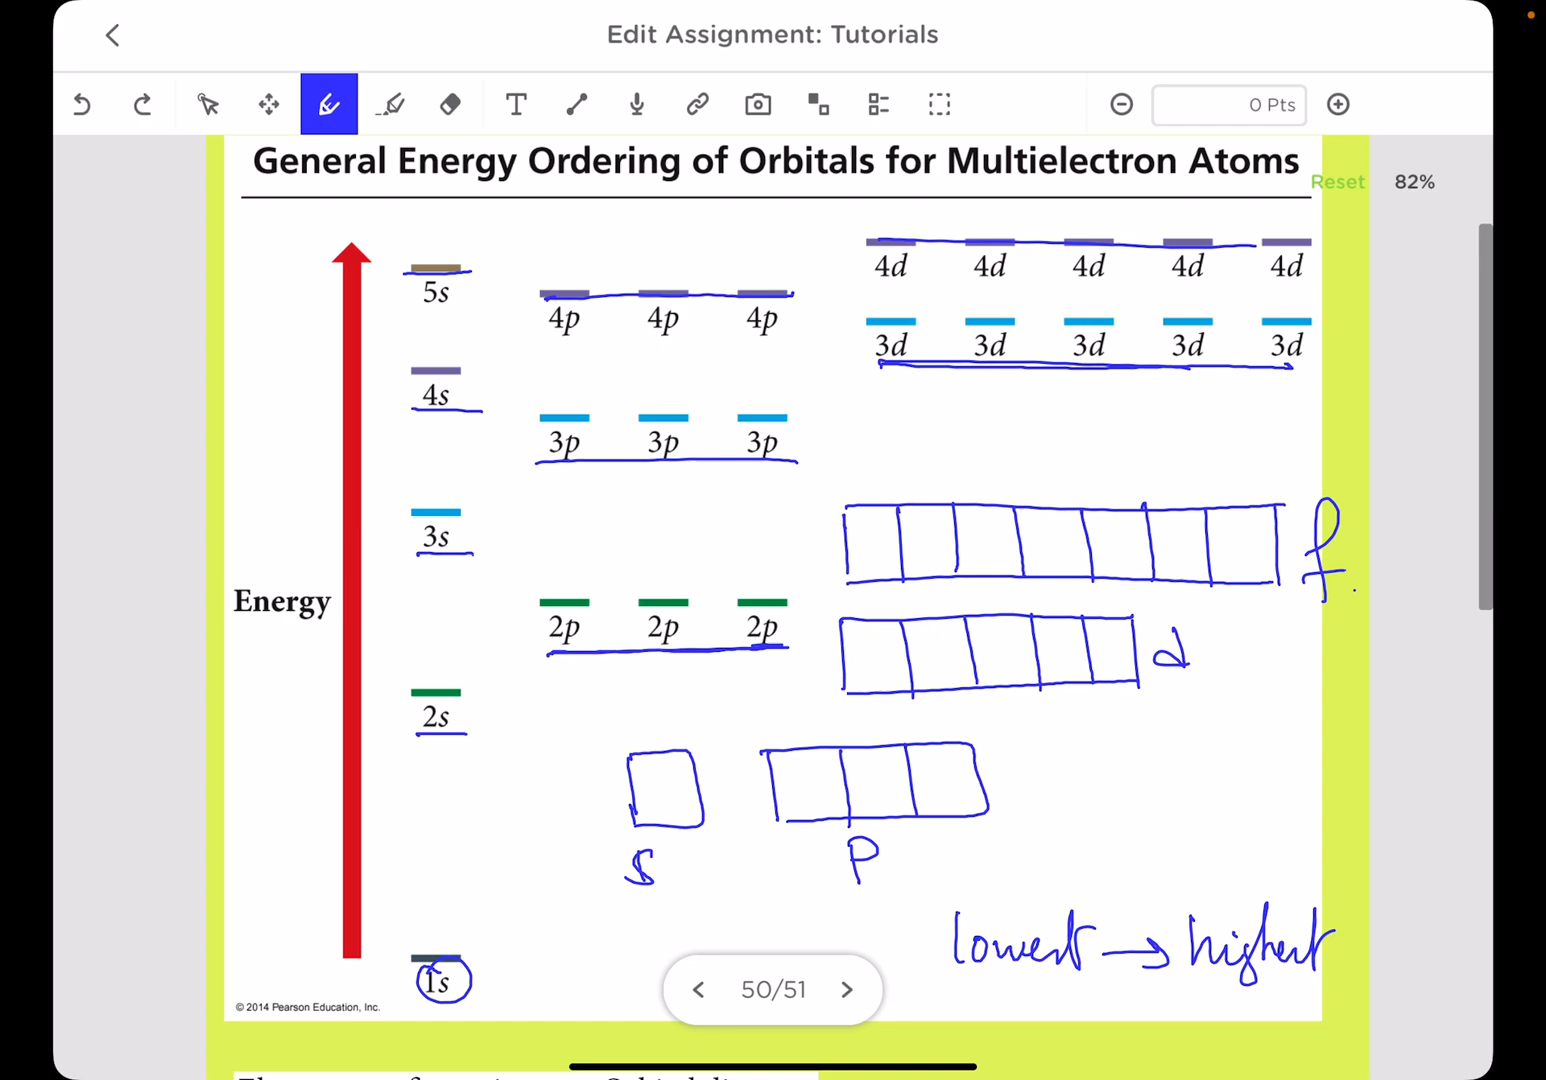 Edit Assignment: Tutorials
T
0 Pts
General Energy Ordering of Orbitals for Multielectron Atoms
Reset 82%
4d 4d 4d 4d 4d
5s
4p 4p 4p
3d 3d 3d 3d 3d
4s
3p 3p 3p
3s
f
Energy
2p 2p 2p
d
2s
s p
lowest → highest
1s
50/51
© 2014 Pearson Education, Inc.